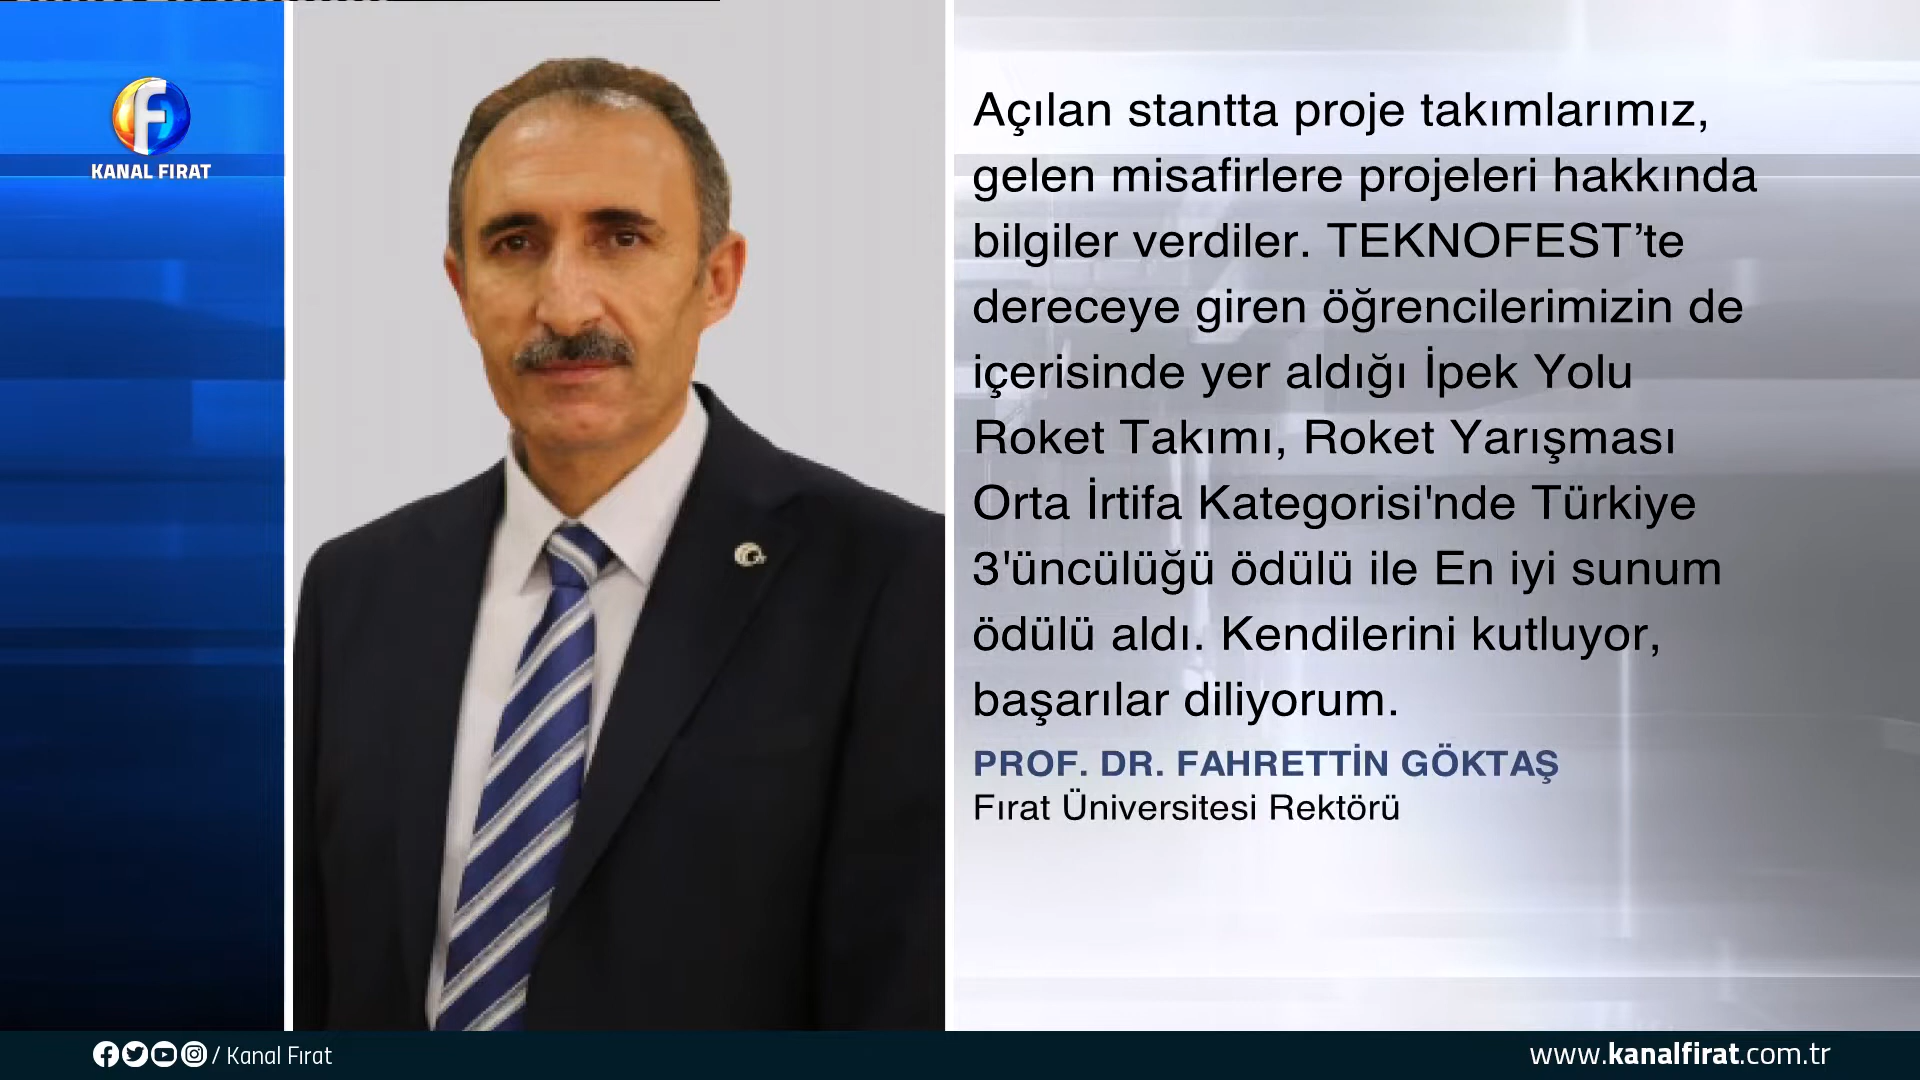 KANAL FIRAT
Açılan stantta proje takımlarımız,
gelen misafirlere projeleri hakkında
bilgiler verdiler. TEKNOFEST’te
dereceye giren öğrencilerimizin de
içerisinde yer aldığı İpek Yolu
Roket Takımı, Roket Yarışması
Orta İrtifa Kategorisi'nde Türkiye
3'üncülüğü ödülü ile En iyi sunum
ödülü aldı. Kendilerini kutluyor,
başarılar diliyorum.
PROF. DR. FAHRETTİN GÖKTAŞ
Fırat Üniversitesi Rektörü
/ Kanal Fırat
www.kanalfirat.com.tr